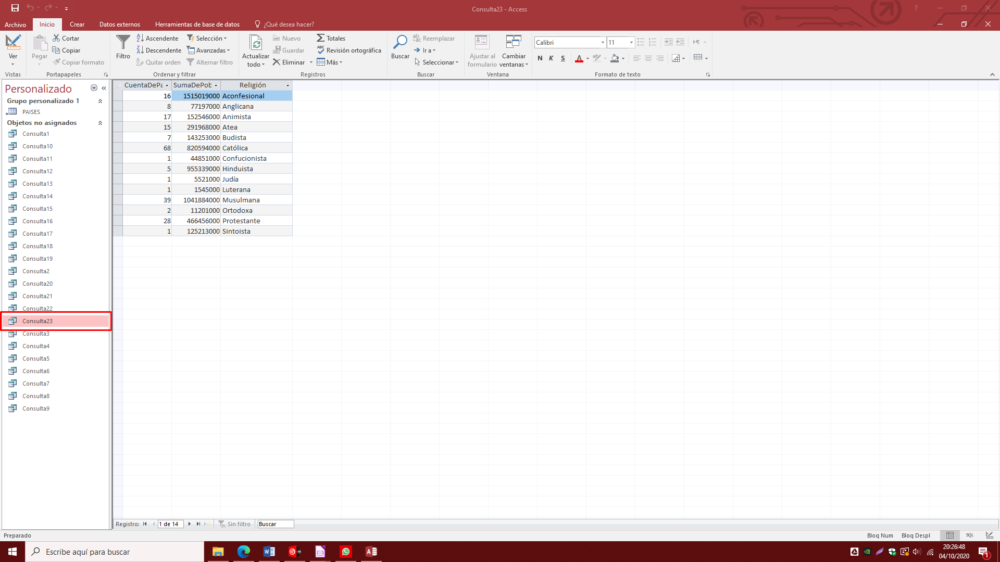 Consulta23 - Access
Archivo Inicio Crear Datos externos Herramientas de base de datos ¿Qué desea hacer?
Ver
Vistas
Pegar
Cortar
Copiar
Copiar formato
Portapapeles
Filtro
Ascendente
Descendente
Quitar orden
Selección
Avanzadas
Alternar filtro
Ordenar y filtrar
Actualizar
todo
Nuevo
Guardar
Eliminar
Totales
Revisión ortográfica
Más
Registros
Buscar
Reemplazar
Ir a
Seleccionar
Buscar
Ajustar al
formulario
Cambiar
ventanas
Ventana
Calibri 11
N K S
Formato de texto
Personalizado
Grupo personalizado 1
PAISES
Objetos no asignados
Consulta1
Consulta10
Consulta11
Consulta12
Consulta13
Consulta14
Consulta15
Consulta16
Consulta17
Consulta18
Consulta19
Consulta2
Consulta20
Consulta21
Consulta22
Consulta23
Consulta3
Consulta4
Consulta5
Consulta6
Consulta7
Consulta8
Consulta9
CuentaDePa SumaDePob Religión
16 1515019000 Aconfesional
8 77197000 Anglicana
17 152546000 Animista
15 291968000 Atea
7 143253000 Budista
68 820594000 Católica
1 44851000 Confucionista
5 955339000 Hinduista
1 5521000 Judía
1 1545000 Luterana
39 1041884000 Musulmana
2 11201000 Ortodoxa
28 466456000 Protestante
1 125213000 Sintoista
Registro: 1 de 14 Sin filtro Buscar
Preparado Bloq Num Bloq Despl SQL
Escribe aquí para buscar
20:26:48
04/10/2020
1